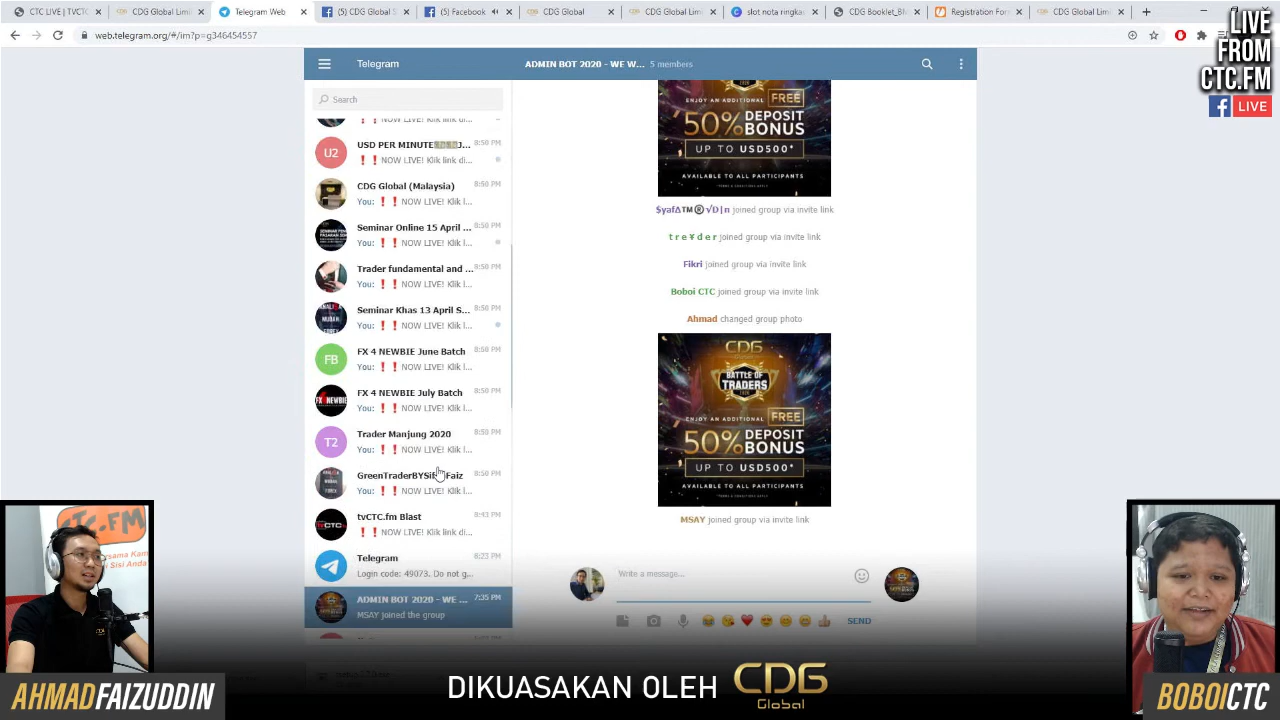 CTC LIVE | TVCTC
CDG Global Limi
Telegram Web
(5) CDG Global
(5) Facebook
CDG Global
slot nota ringkas
CDG Booklet_M
Registration For
CDG Global Lim
web.telegram.org/#/im?p=g346454557
LIVE
FROM
CTC.FM
LIVE
Telegram
ADMIN BOT 2020 - WE W... 5 members
Search
❗❗NOW LIVE! Klik link di...
USD PER MINUTE 8:50 PM
❗❗NOW LIVE! Klik link di...
CDG Global (Malaysia) 8:50 PM
You: ❗❗NOW LIVE! Klik l...
Seminar Online 15 April ... 8:50 PM
You: ❗❗NOW LIVE! Klik l...
Trader fundamental and ... 8:50 PM
You: ❗❗NOW LIVE! Klik l...
Seminar Khas 13 April S... 8:50 PM
You: ❗❗NOW LIVE! Klik l...
FX 4 NEWBIE June Batch 8:50 PM
You: ❗❗NOW LIVE! Klik l...
FX 4 NEWBIE July Batch 8:50 PM
You: ❗❗NOW LIVE! Klik l...
Trader Manjung 2020 8:50 PM
You: ❗❗NOW LIVE! Klik l...
8:50 PM
You: ❗❗NOW LIVE! Klik l...
tvCTC.fm Blast 8:43 PM
❗❗NOW LIVE! Klik link di...
Telegram 8:23 PM
Login code: 49073. Do not g...
ADMIN BOT 2020 - WE ... 7:35 PM
MSAY joined the group
U2
FB
T2
ENJOY AN ADDITIONAL FREE
50% DEPOSIT BONUS
UP TO USD500*
AVAILABLE TO ALL PARTICIPANTS
joined group via invite link
t r e ¥ d e r joined group via invite link
Fikri joined group via invite link
Boboi CTC joined group via invite link
Ahmad changed group photo
CDG
BATTLE OF
TRADERS
ENJOY AN ADDITIONAL FREE
50% DEPOSIT BONUS
UP TO USD500*
AVAILABLE TO ALL PARTICIPANTS
MSAY joined group via invite link
Write a message...
SEND
DIKUASAKAN OLEH CDG
Global
AHMADFAIZUDDIN
BOBOICTC